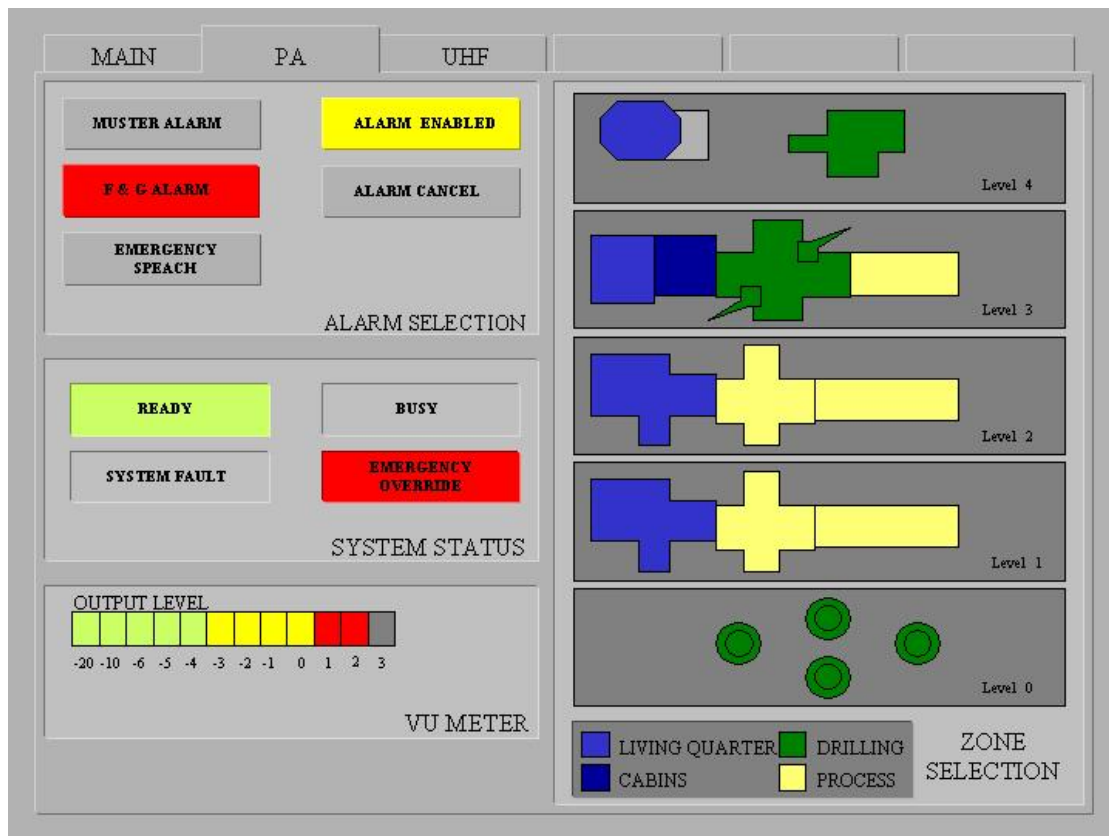 MAIN PA UHF
MUSTER ALARM
ALARM ENABLED
F & G ALARM
ALARM CANCEL
EMERGENCY
SPEACH
ALARM SELECTION
READY
BUSY
SYSTEM FAULT
EMERGENCY
OVERRIDE
SYSTEM STATUS
OUTPUT LEVEL
-20 -10 -6 -5 -4 -3 -2 -1 0 1 2 3
VU METER
Level 4
Level 3
Level 2
Level 1
Level 0
LIVING QUARTER DRILLING
CABINS PROCESS
ZONE
SELECTION